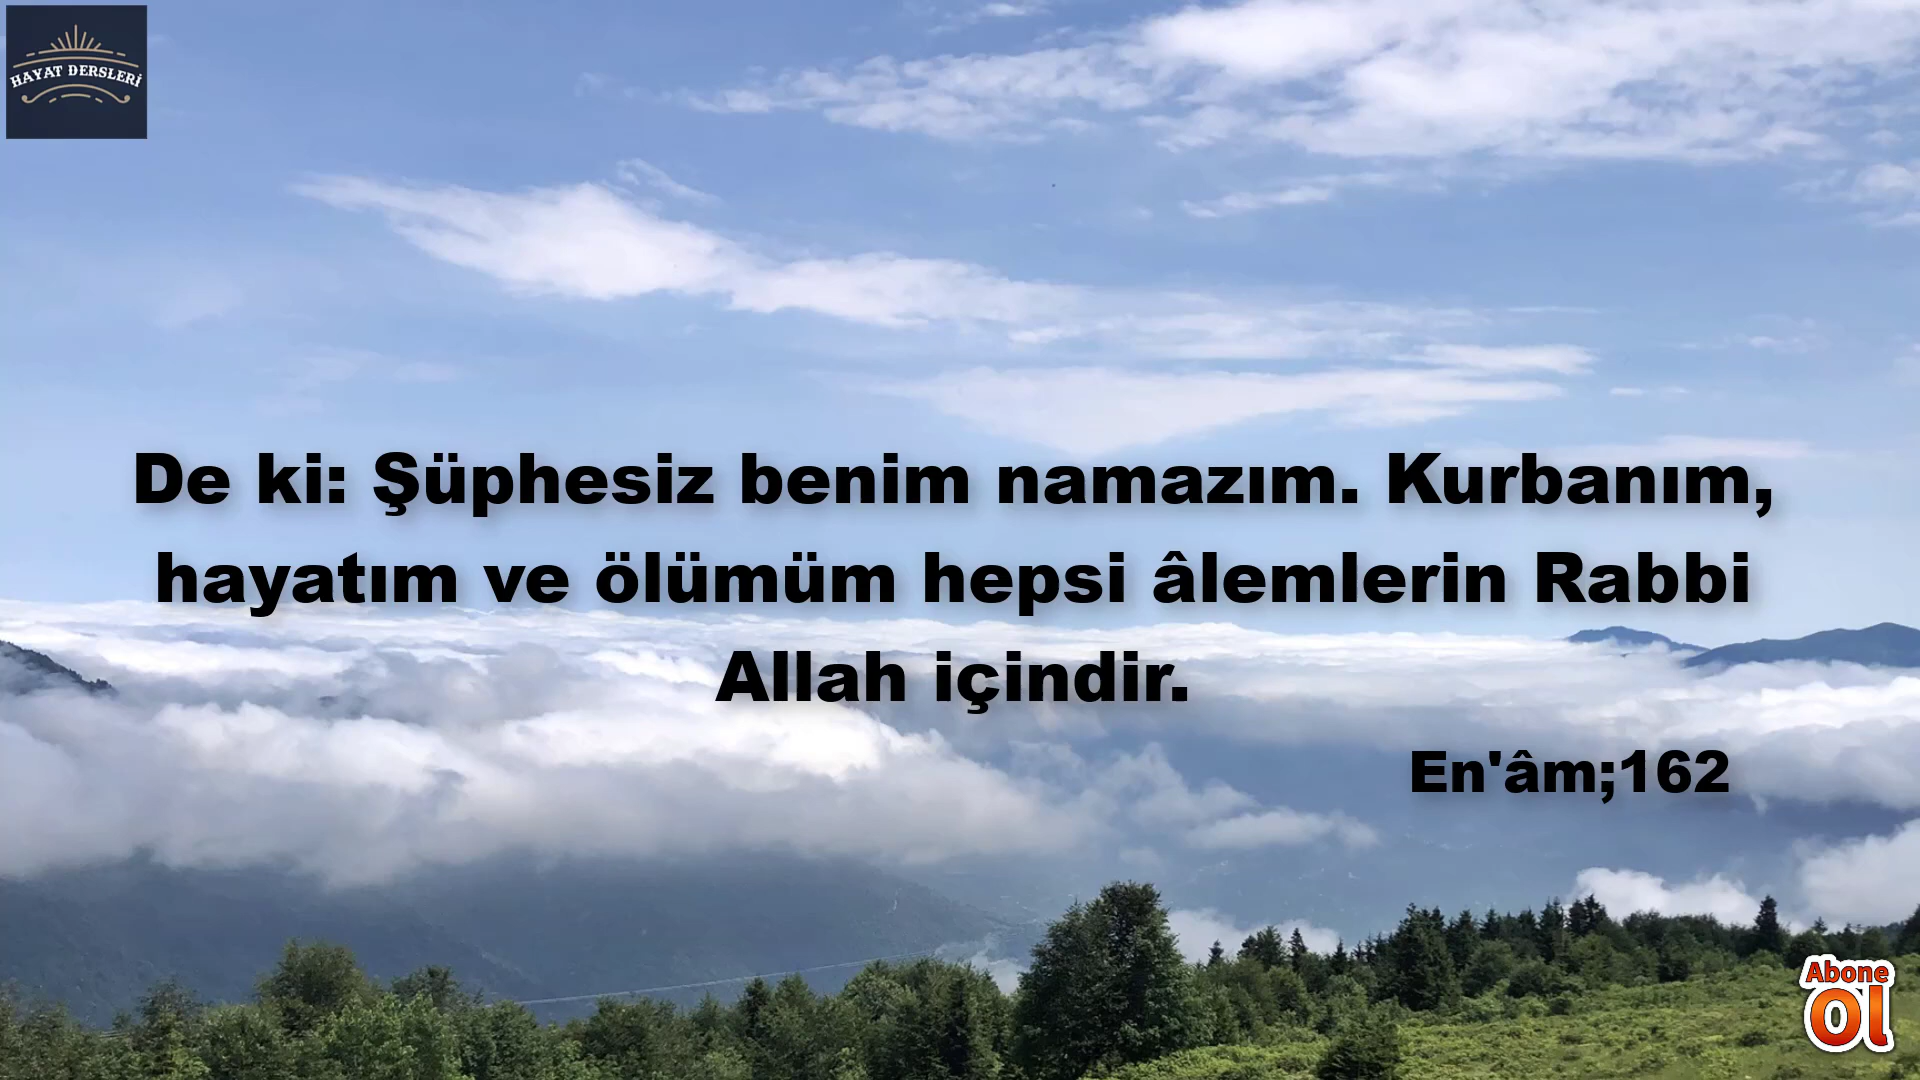 HAYAT DERSLERİ
De ki: Şüphesiz benim namazım. Kurbanım,
hayatım ve ölümüm hepsi âlemlerin Rabbi
Allah içindir.
En'âm;162
Abone
Ol